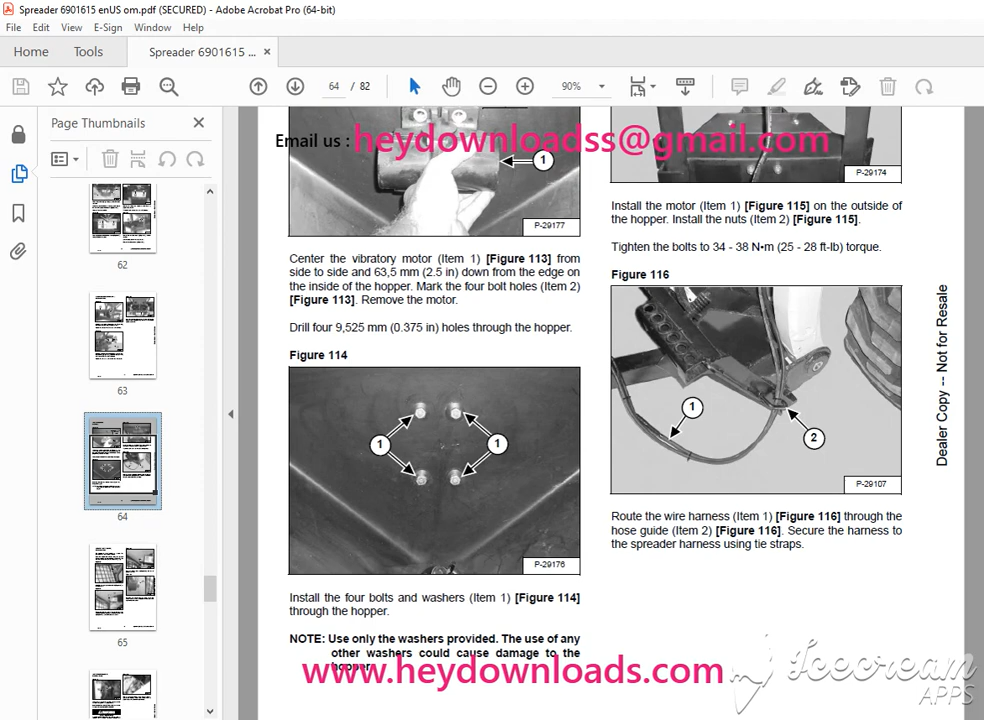 Spreader 6901615 enUS om.pdf (SECURED) - Adobe Acrobat Pro (64-bit)
File Edit View E-Sign Window Help
Home Tools Spreader 6901615 ... ×
64 / 82 90%
Page Thumbnails
62
63
64
65
Email us : heydownloadss@gmail.com
1
P-29177
Center the vibratory motor (Item 1) [Figure 113] from
side to side and 63,5 mm (2.5 in) down from the edge on
the inside of the hopper. Mark the four bolt holes (Item 2)
[Figure 113]. Remove the motor.
Drill four 9,525 mm (0.375 in) holes through the hopper.
Figure 114
1
1
P-29176
Install the four bolts and washers (Item 1) [Figure 114]
through the hopper.
NOTE: Use only the washers provided. The use of any
other washers could cause damage to the
hopper.
P-29174
Install the motor (Item 1) [Figure 115] on the outside of
the hopper. Install the nuts (Item 2) [Figure 115].
Tighten the bolts to 34 - 38 N•m (25 - 28 ft-lb) torque.
Figure 116
1
2
P-29107
Route the wire harness (Item 1) [Figure 116] through the
hose guide (Item 2) [Figure 116]. Secure the harness to
the spreader harness using tie straps.
Dealer Copy -- Not for Resale
www.heydownloads.com
Icecream
APPS